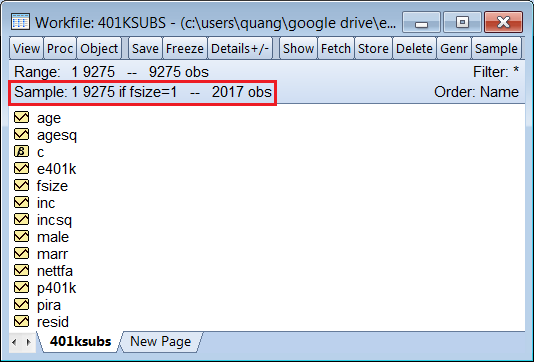 Workfile: 401KSUBS - (c:\users\quang\google drive\e...
View Proc Object Save Freeze Details+/- Show Fetch Store Delete Genr Sample
Range: 1 9275 -- 9275 obs Filter: *
Sample: 1 9275 if fsize=1 -- 2017 obs Order: Name
age
agesq
β c
e401k
fsize
inc
incsq
male
marr
nettfa
p401k
pira
resid
401ksubs New Page